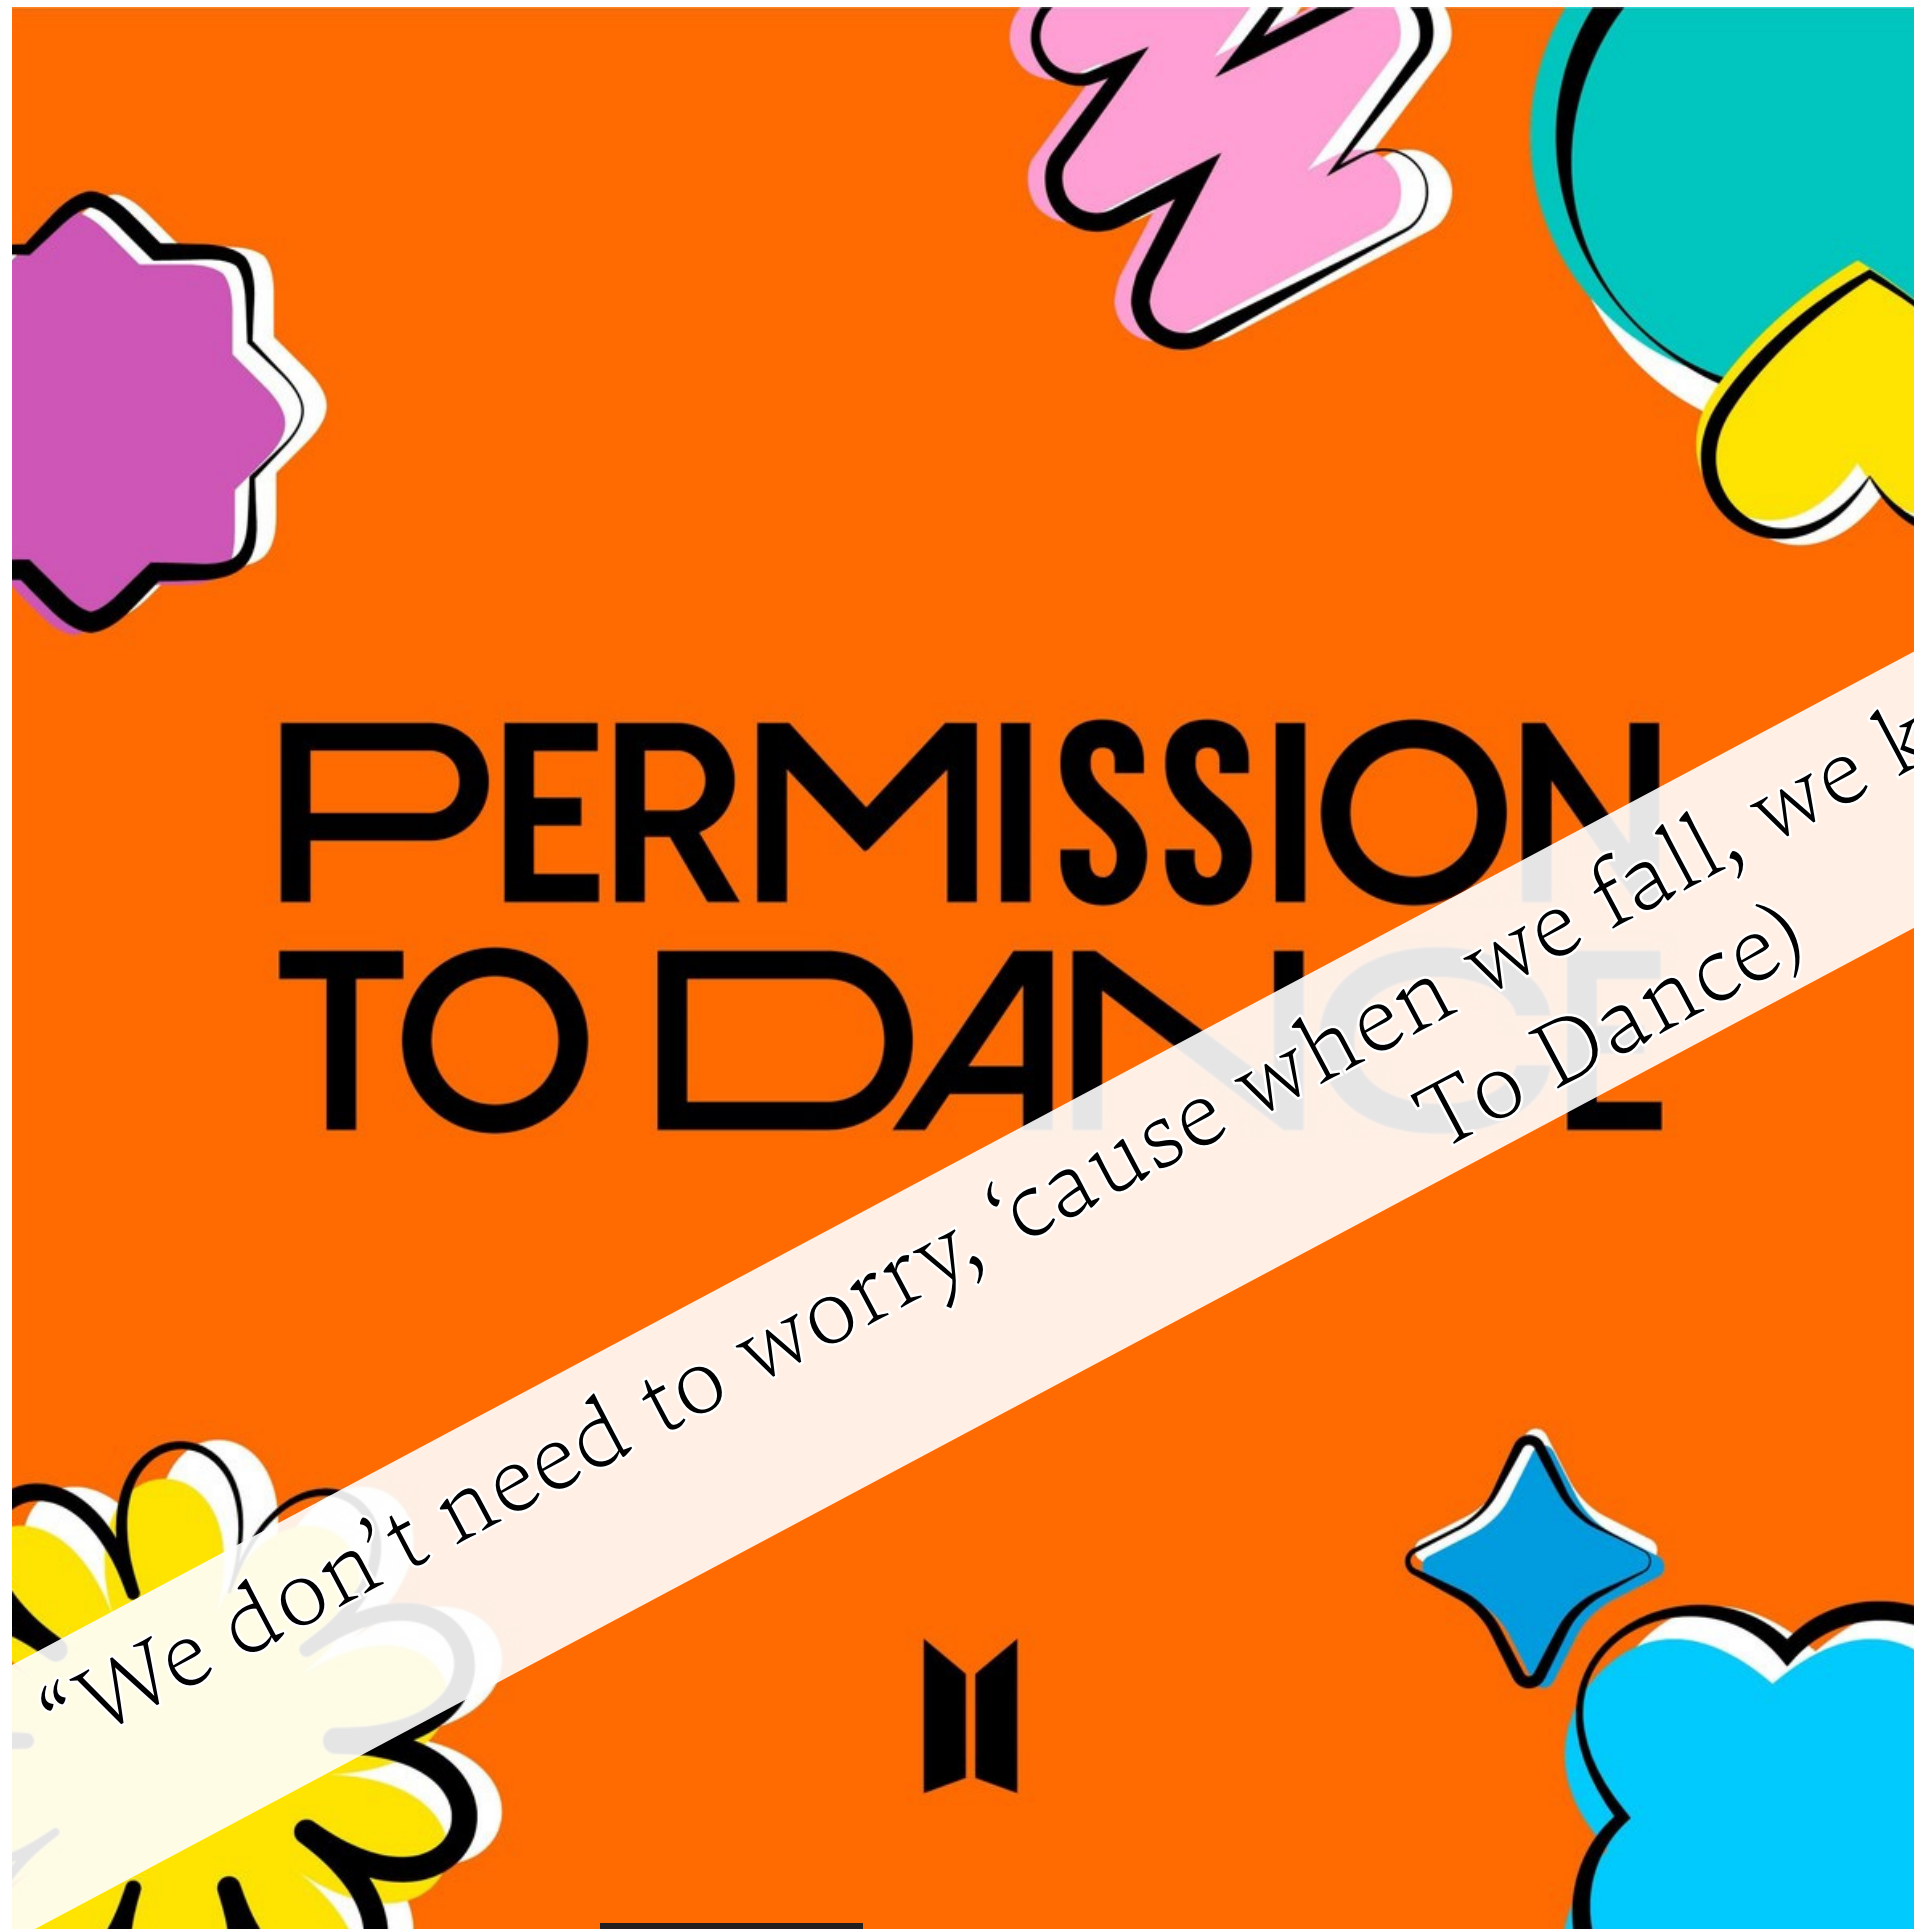 PERMISSION
TO DANCE
“We don’t need to worry, ‘cause when we fall, we
To Dance)